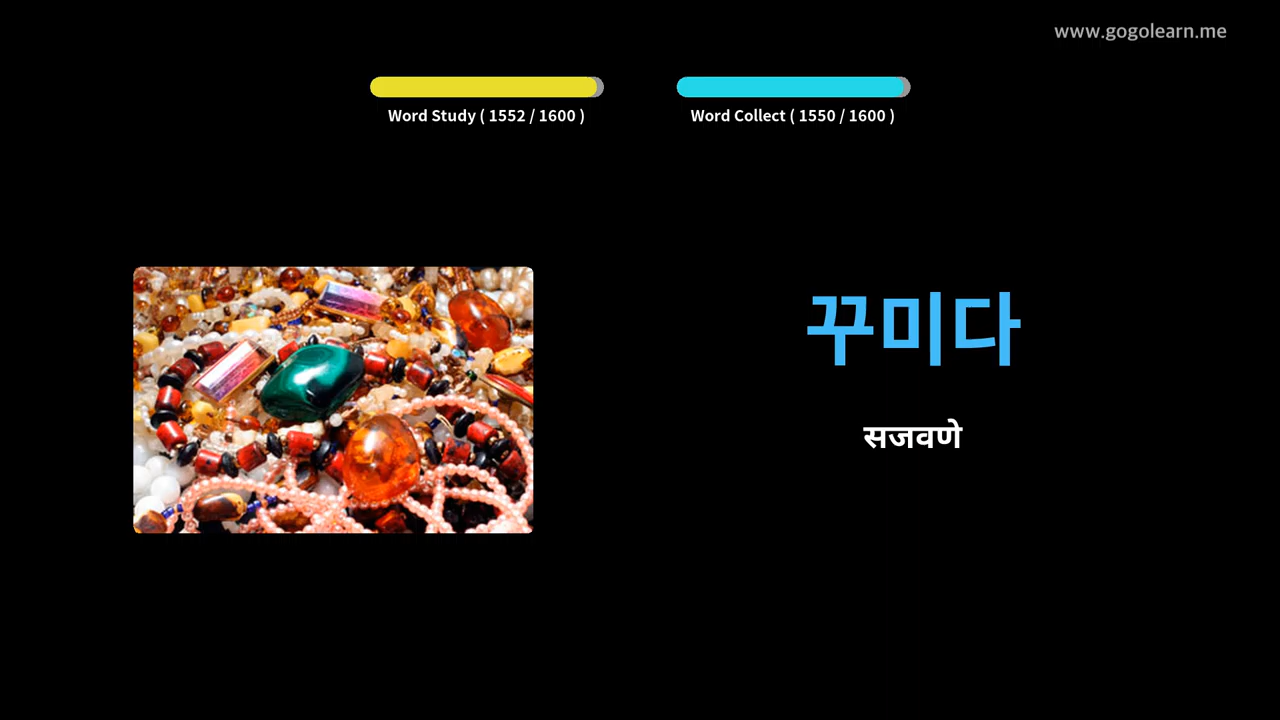 www.gogolearn.me
Word Study ( 1552 / 1600 )
Word Collect ( 1550 / 1600 )
꾸미다
सजवणे